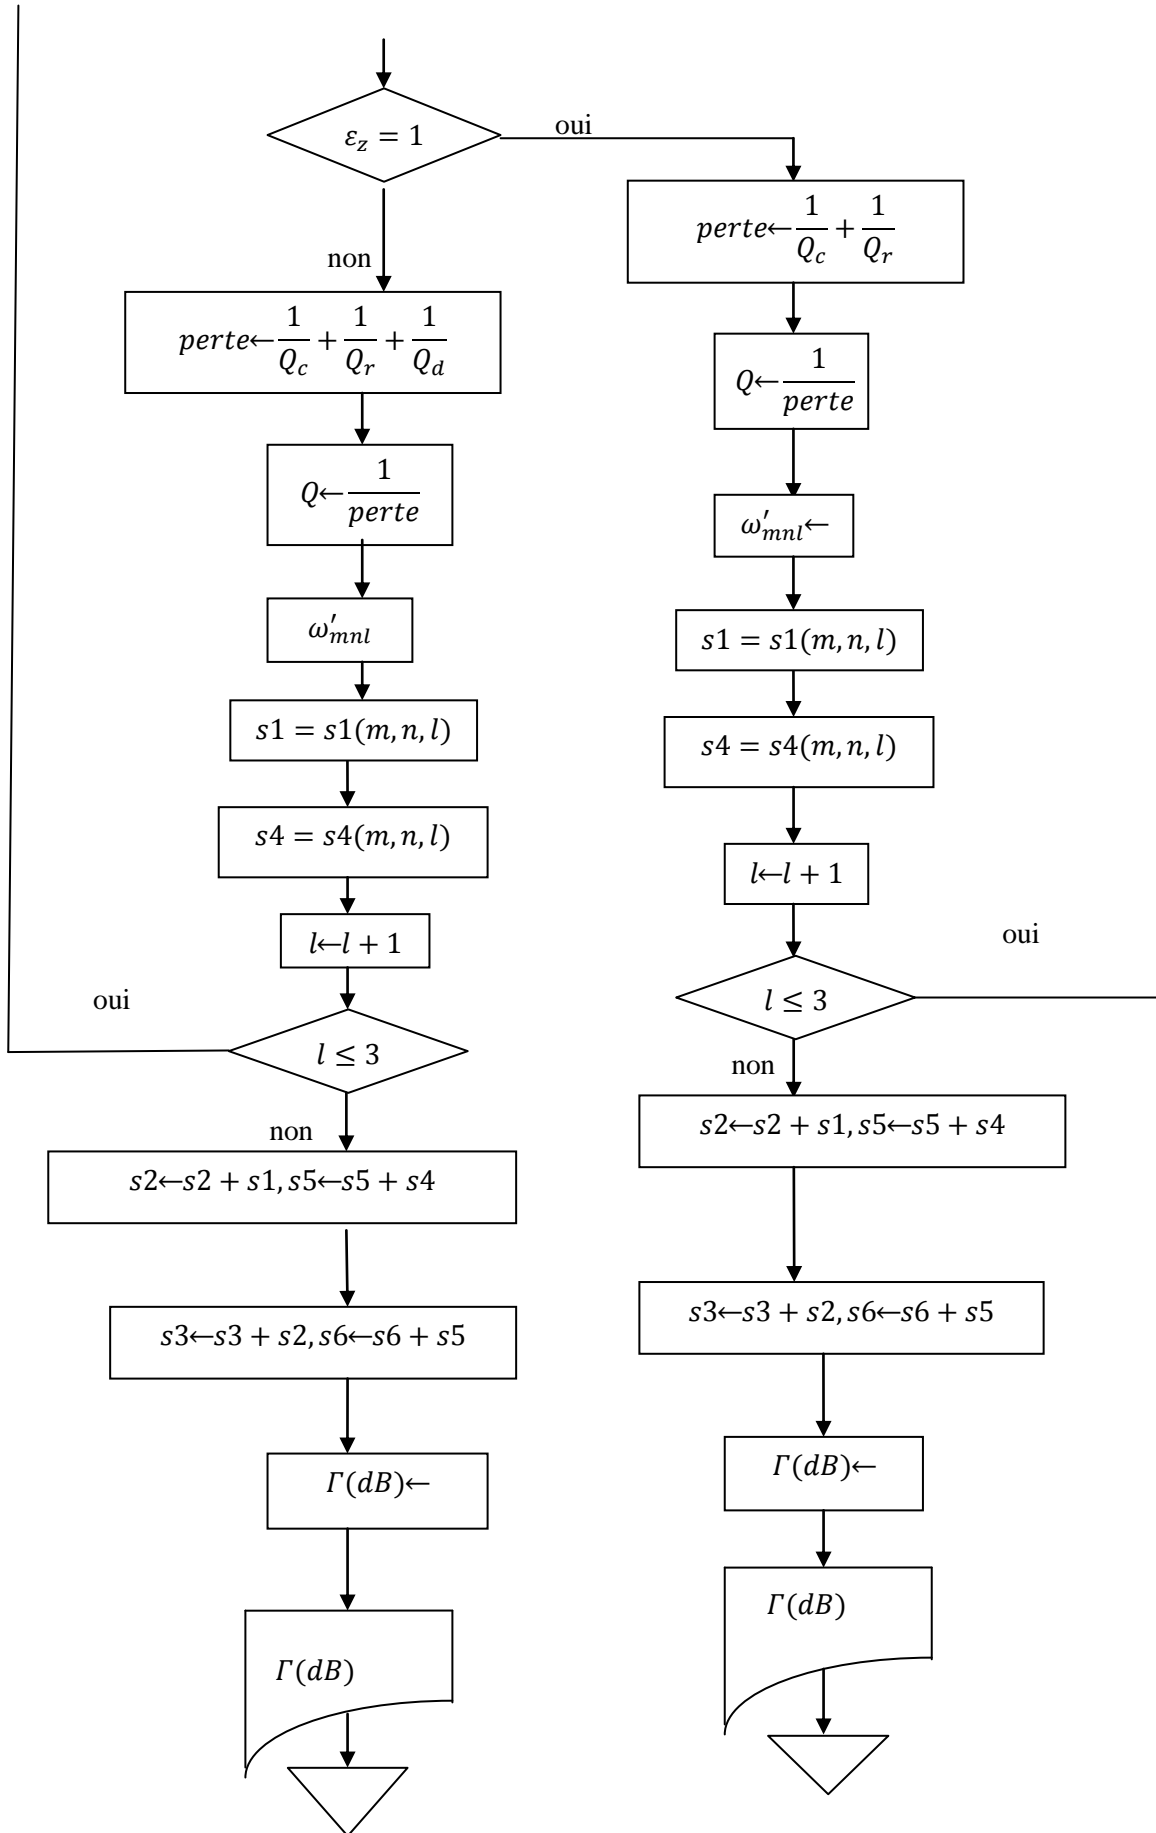 ε_z = 1
oui
non
perte←1/Q_c + 1/Q_r + 1/Q_d
Q←1/perte
ω′_mnl
s1 = s1(m, n, l)
s4 = s4(m, n, l)
l←l + 1
oui
l ≤ 3
non
s2←s2 + s1, s5←s5 + s4
s3←s3 + s2, s6←s6 + s5
Γ(dB)←
Γ(dB)
perte←1/Q_c + 1/Q_r
Q←1/perte
ω′_mnl←
s1 = s1(m, n, l)
s4 = s4(m, n, l)
l←l + 1
oui
l ≤ 3
non
s2←s2 + s1, s5←s5 + s4
s3←s3 + s2, s6←s6 + s5
Γ(dB)←
Γ(dB)